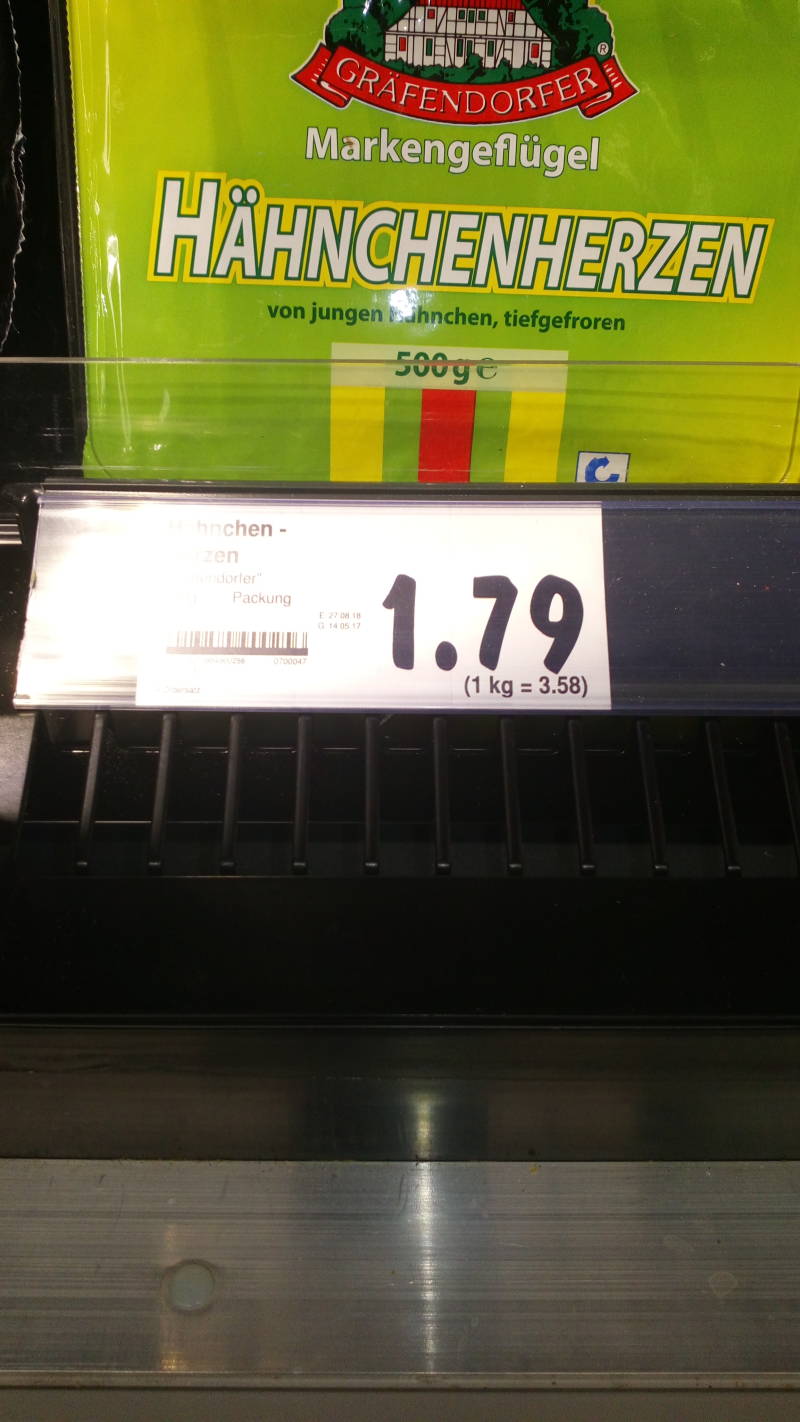 GRÄFENDORFER
®
Markengeflügel
HÄHNCHENHERZEN
von jungen Hähnchen, tiefgefroren
500g℮
Hähnchen -
Packung
E 27.08.18
G 14.05.17
0700047
1.79
(1 kg = 3.58)